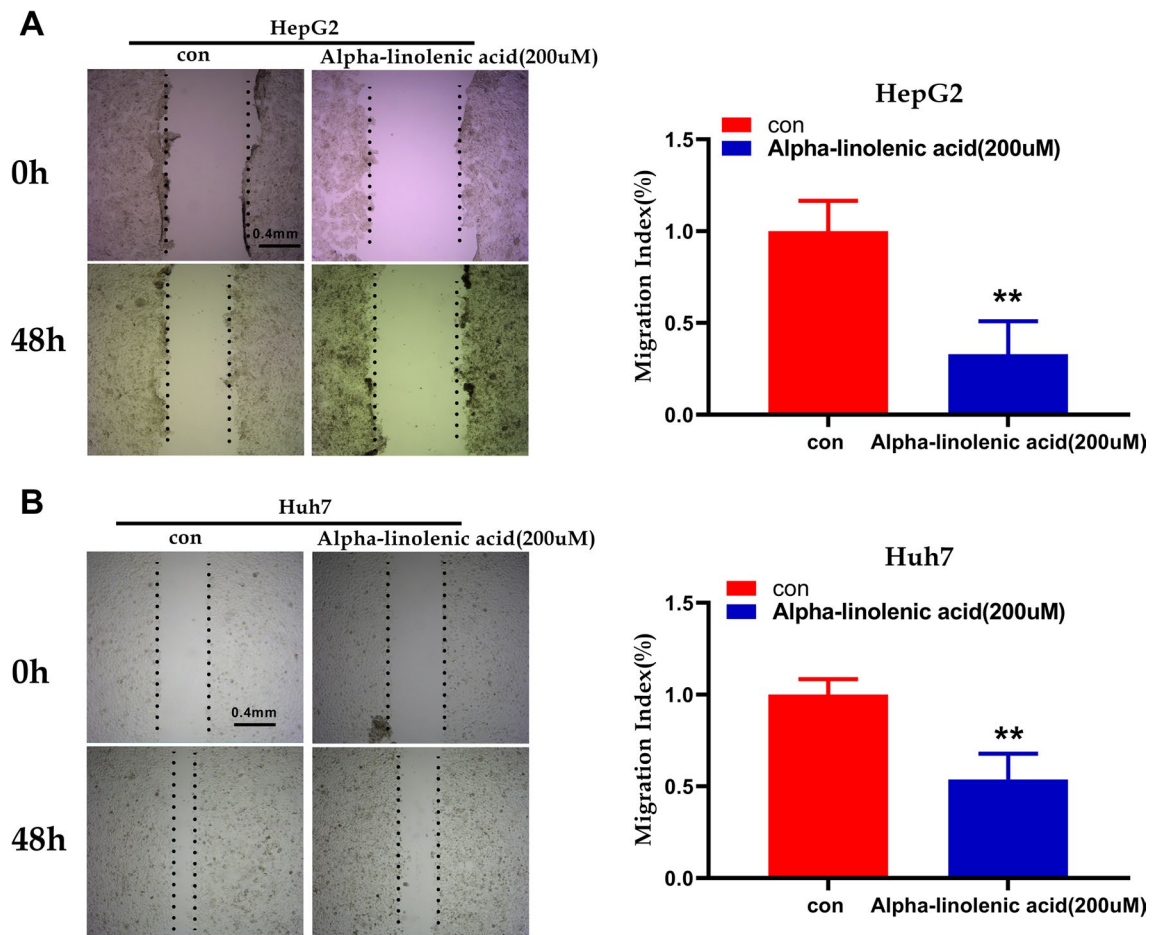 A
HepG2
con Alpha-linolenic acid(200uM)
0h
0.4mm
48h
HepG2
con
Alpha-linolenic acid(200uM)
Migration Index(%)
1.5
1.0
0.5
0.0
**
con Alpha-linolenic acid(200uM)
B
Huh7
con Alpha-linolenic acid(200uM)
0h
0.4mm
48h
Huh7
con
Alpha-linolenic acid(200uM)
Migration Index(%)
1.5
1.0
0.5
0.0
**
con Alpha-linolenic acid(200uM)